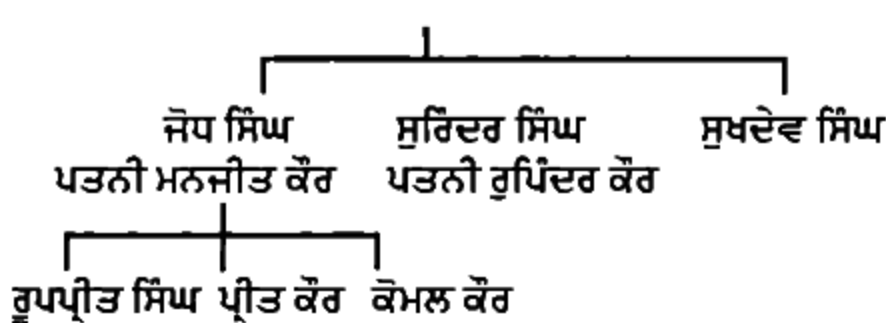 ਜੋਧ ਸਿੰਘ ਸੁਰਿੰਦਰ ਸਿੰਘ ਸੁਖਦੇਵ ਸਿੰਘ
ਪਤਨੀ ਮਨਜੀਤ ਕੌਰ ਪਤਨੀ ਰੁਪਿੰਦਰ ਕੌਰ
ਰੂਪਪ੍ਰੀਤ ਸਿੰਘ ਪ੍ਰੀਤ ਕੌਰ ਕੋਮਲ ਕੌਰ